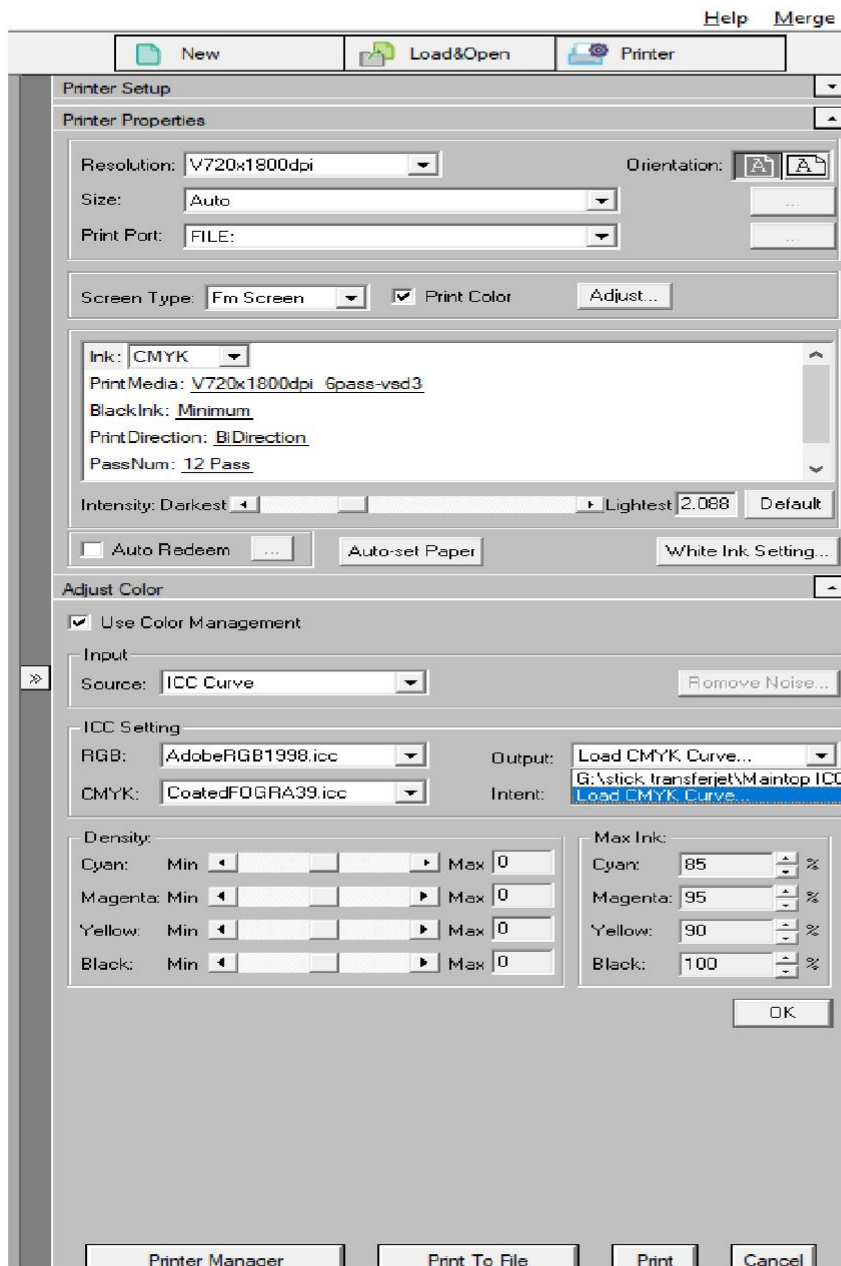 Help Merge
New Load&Open Printer
Printer Setup
Printer Properties
Resolution: V720x1800dpi Orientation: A A
Size: Auto ...
Print Port: FILE: ...
Screen Type: Fm Screen Print Color Adjust...
Ink: CMYK
PrintMedia: V720x1800dpi 6pass-vsd3
BlackInk: Minimum
PrintDirection: BiDirection
PassNum: 12 Pass
Intensity: Darkest Lightest 2.088 Default
Auto Redeem ... Auto-set Paper White Ink Setting...
Adjust Color
Use Color Management
Input
Source: ICC Curve Romove Noise...
ICC Setting
RGB: AdobeRGB1998.icc Output: Load CMYK Curve...
G:\stick transferjet\Maintop ICC
CMYK: CoatedFOGRA39.icc Intent: Load CMYK Curve...
Density: Max Ink:
Cyan: Min Max 0 Cyan: 85 %
Magenta: Min Max 0 Magenta: 95 %
Yellow: Min Max 0 Yellow: 90 %
Black: Min Max 0 Black: 100 %
OK
Printer Manager Print To File Print Cancel